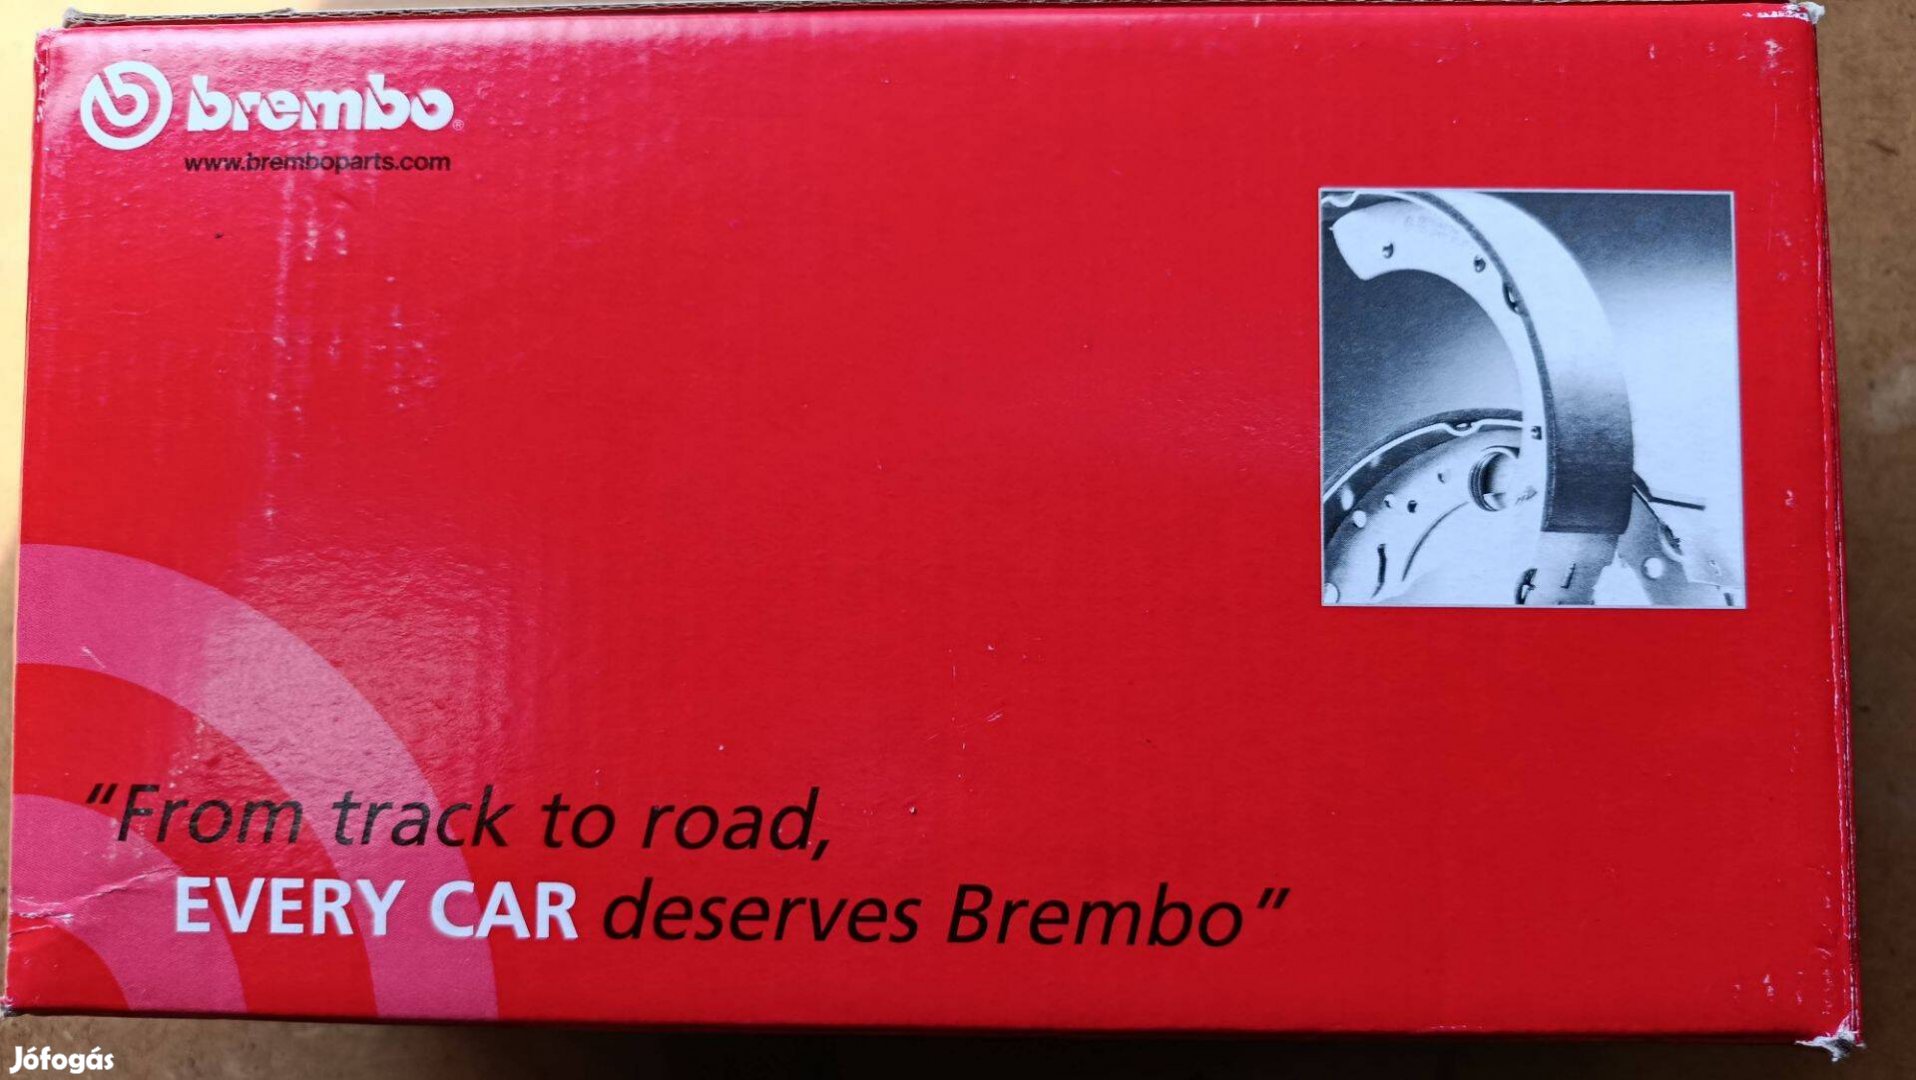 brembo®
www.bremboparts.com
"From track to road,
EVERY CAR deserves Brembo"
Jófogás